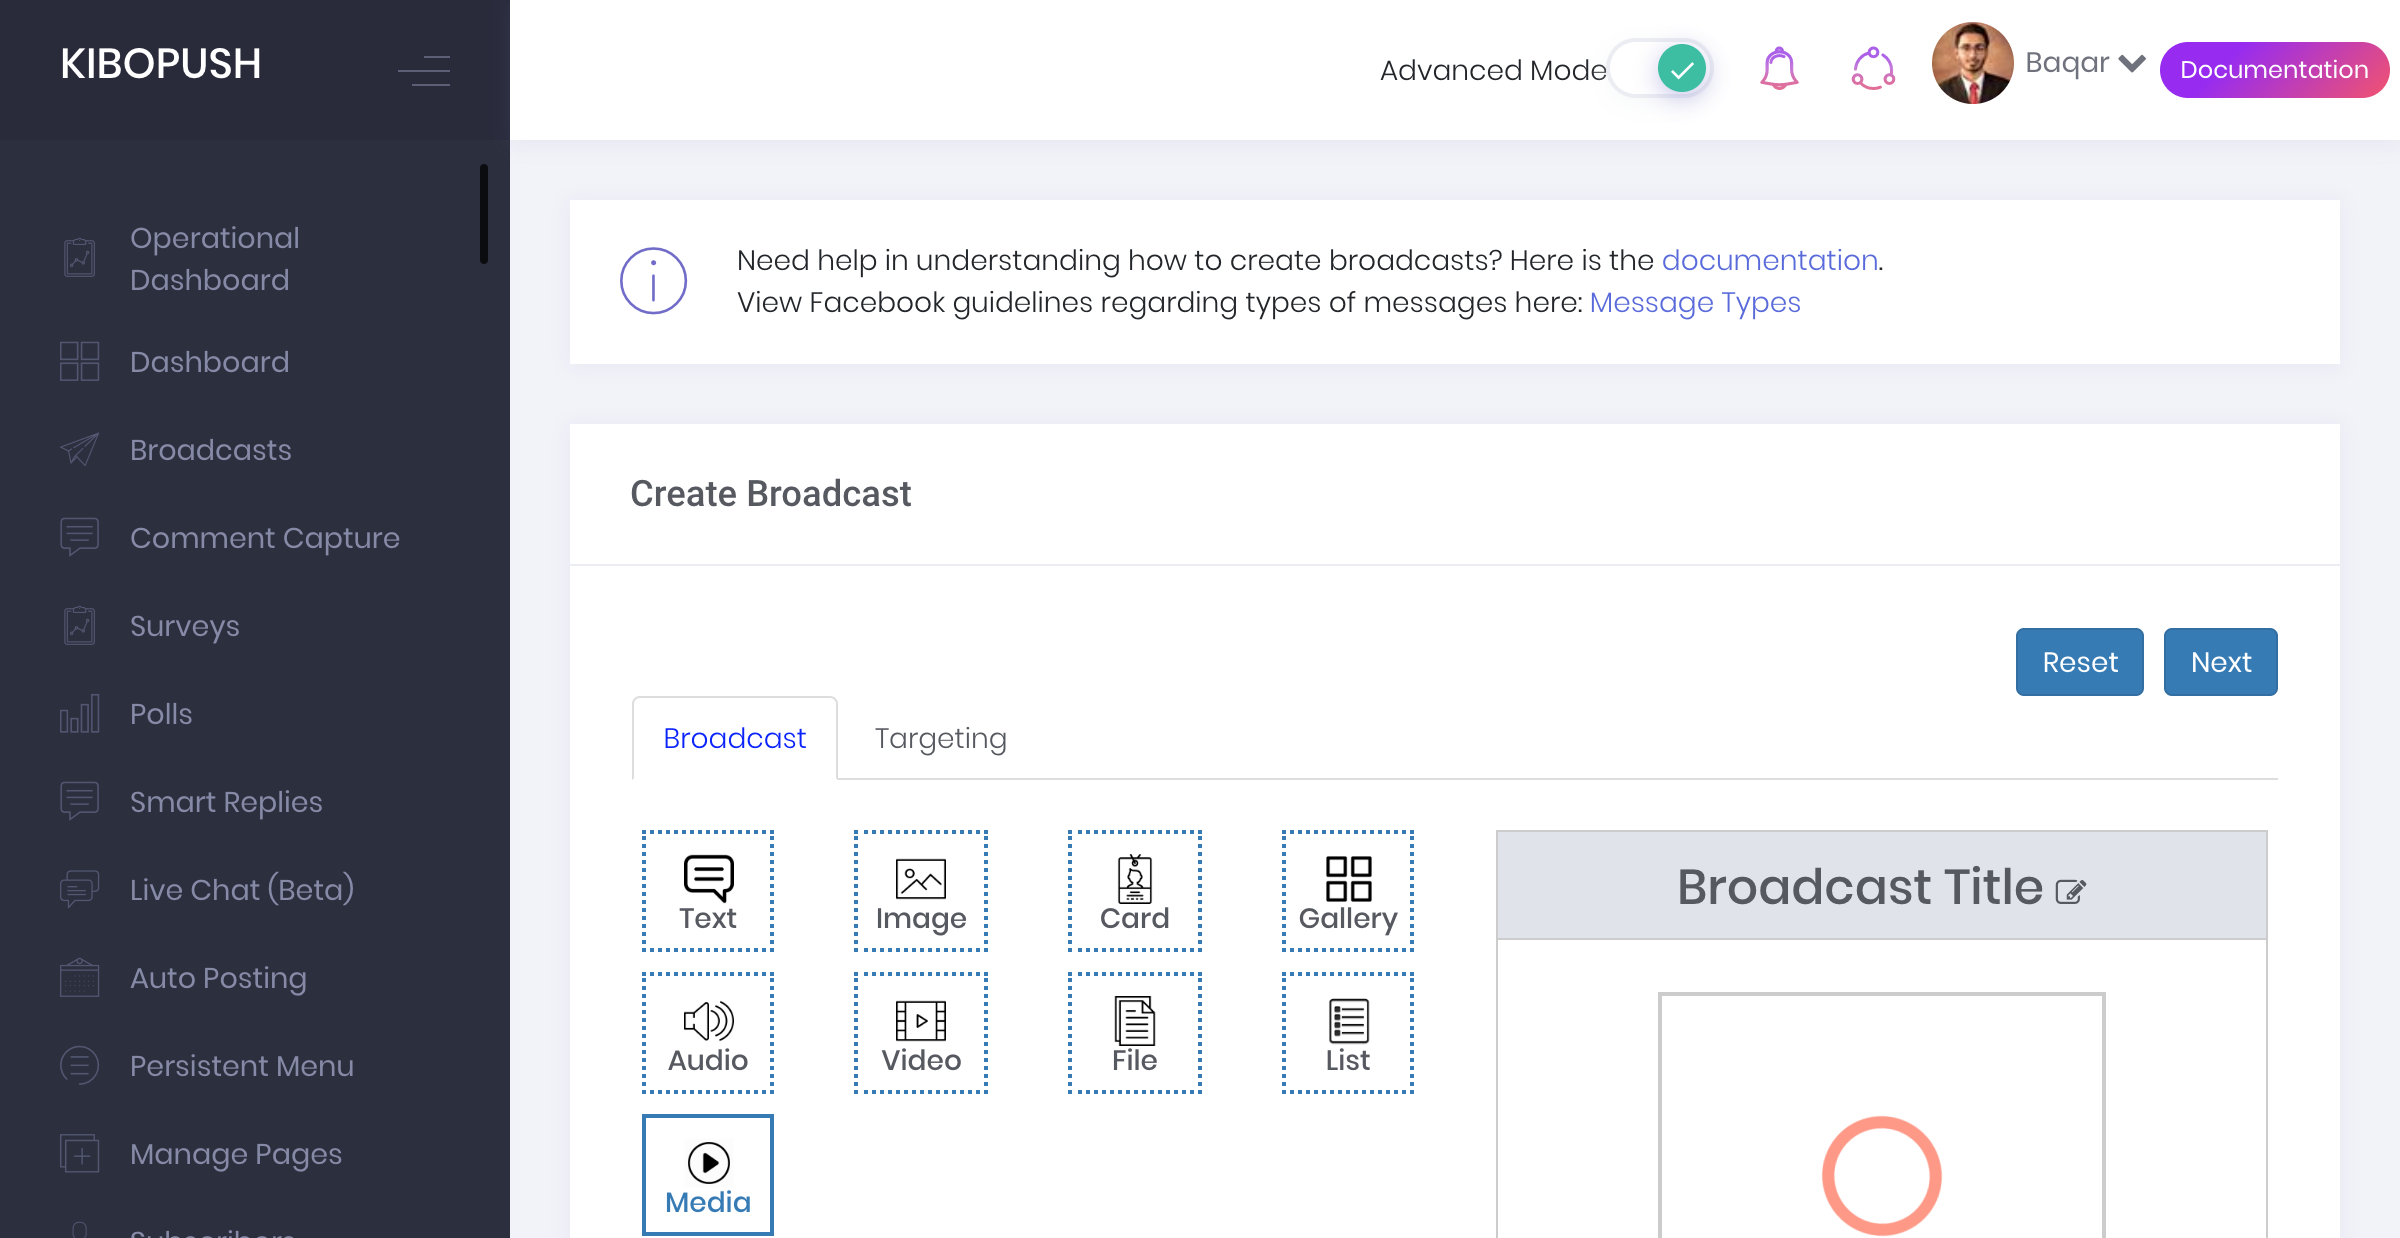 KIBOPUSH
Advanced Mode
Baqar
Documentation
Operational
Dashboard
Dashboard
Broadcasts
Comment Capture
Surveys
Polls
Smart Replies
Live Chat (Beta)
Auto Posting
Persistent Menu
Manage Pages
Subscribers
Need help in understanding how to create broadcasts? Here is the documentation.
View Facebook guidelines regarding types of messages here: Message Types
Create Broadcast
Reset
Next
Broadcast
Targeting
Text
Image
Card
Gallery
Audio
Video
File
List
Media
Broadcast Title